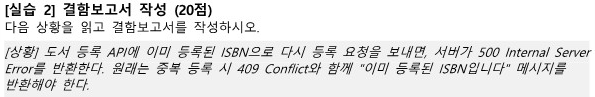 [실습 2] 결함보고서 작성 (20점)
다음 상황을 읽고 결함보고서를 작성하시오.
[상황] 도서 등록 API에 이미 등록된 ISBN으로 다시 등록 요청을 보내면, 서버가 500 Internal Server
Error를 반환한다. 원래는 중복 등록 시 409 Conflict와 함께 "이미 등록된 ISBN입니다" 메시지를
반환해야 한다.